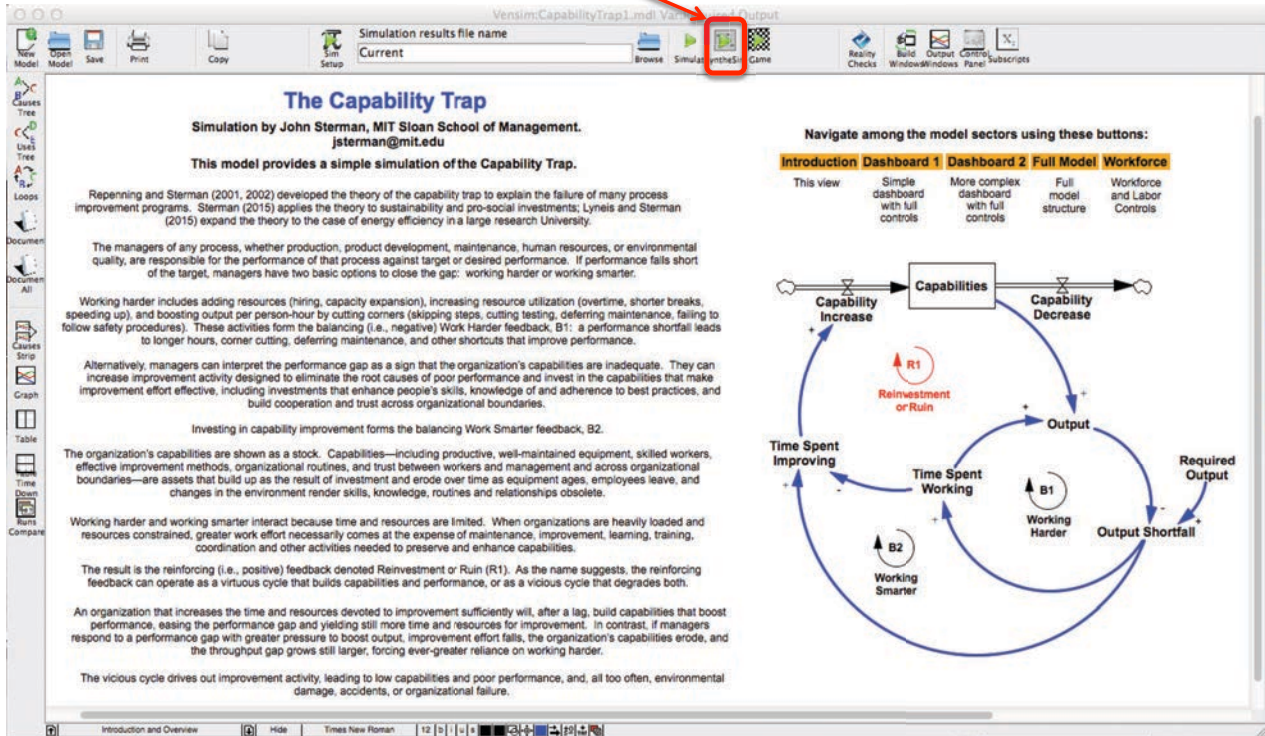 Vensim:CapabilityTrap1.mdl Var: Required Output
New Model
Open Model
Save
Print
Copy
Sim Setup
Simulation results file name
Current
Browse
Simulat
SyntheSim
Game
Reality Checks
Build Windows
Output Windows
Control Panel
Subscripts
Causes Tree
Uses Tree
Loops
Documen
Documen All
Causes Strip
Graph
Table
Time Down
Runs Compare
The Capability Trap
Simulation by John Sterman, MIT Sloan School of Management.
jsterman@mit.edu
This model provides a simple simulation of the Capability Trap.
Repenning and Sterman (2001, 2002) developed the theory of the capability trap to explain the failure of many process
improvement programs. Sterman (2015) applies the theory to sustainability and pro-social investments; Lyneis and Sterman
(2015) expand the theory to the case of energy efficiency in a large research University.
The managers of any process, whether production, product development, maintenance, human resources, or environmental
quality, are responsible for the performance of that process against target or desired performance. If performance falls short
of the target, managers have two basic options to close the gap: working harder or working smarter.
Working harder includes adding resources (hiring, capacity expansion), increasing resource utilization (overtime, shorter breaks,
speeding up), and boosting output per person-hour by cutting corners (skipping steps, cutting testing, deferring maintenance, failing to
follow safety procedures). These activities form the balancing (i.e., negative) Work Harder feedback, B1: a performance shortfall leads
to longer hours, corner cutting, deferring maintenance, and other shortcuts that improve performance.
Alternatively, managers can interpret the performance gap as a sign that the organization's capabilities are inadequate. They can
increase improvement activity designed to eliminate the root causes of poor performance and invest in the capabilities that make
improvement effort effective, including investments that enhance people's skills, knowledge of and adherence to best practices, and
build cooperation and trust across organizational boundaries.
Investing in capability improvement forms the balancing Work Smarter feedback, B2.
The organization's capabilities are shown as a stock. Capabilities—including productive, well-maintained equipment, skilled workers,
effective improvement methods, organizational routines, and trust between workers and management and across organizational
boundaries—are assets that build up as the result of investment and erode over time as equipment ages, employees leave, and
changes in the environment render skills, knowledge, routines and relationships obsolete.
Working harder and working smarter interact because time and resources are limited. When organizations are heavily loaded and
resources constrained, greater work effort necessarily comes at the expense of maintenance, improvement, learning, training,
coordination and other activities needed to preserve and enhance capabilities.
The result is the reinforcing (i.e., positive) feedback denoted Reinvestment or Ruin (R1). As the name suggests, the reinforcing
feedback can operate as a virtuous cycle that builds capabilities and performance, or as a vicious cycle that degrades both.
An organization that increases the time and resources devoted to improvement sufficiently will, after a lag, build capabilities that boost
performance, easing the performance gap and yielding still more time and resources for improvement. In contrast, if managers
respond to a performance gap with greater pressure to boost output, improvement effort falls, the organization's capabilities erode, and
the throughput gap grows still larger, forcing ever-greater reliance on working harder.
The vicious cycle drives out improvement activity, leading to low capabilities and poor performance, and, all too often, environmental
damage, accidents, or organizational failure.
Navigate among the model sectors using these buttons:
Introduction
Dashboard 1
Dashboard 2
Full Model
Workforce
This view
Simple dashboard with full controls
More complex dashboard with full controls
Full model structure
Workforce and Labor Controls
Capability Increase
Capabilities
Capability Decrease
+
R1
Reinvestment
or Ruin
+
+
Output
Time Spent
Improving
+
-
Time Spent
Working
+
B1
Working
Harder
-
Required
Output
+
Output Shortfall
B2
Working
Smarter
Introduction and Overview
Hide
Times New Roman
12
b
i
u
s